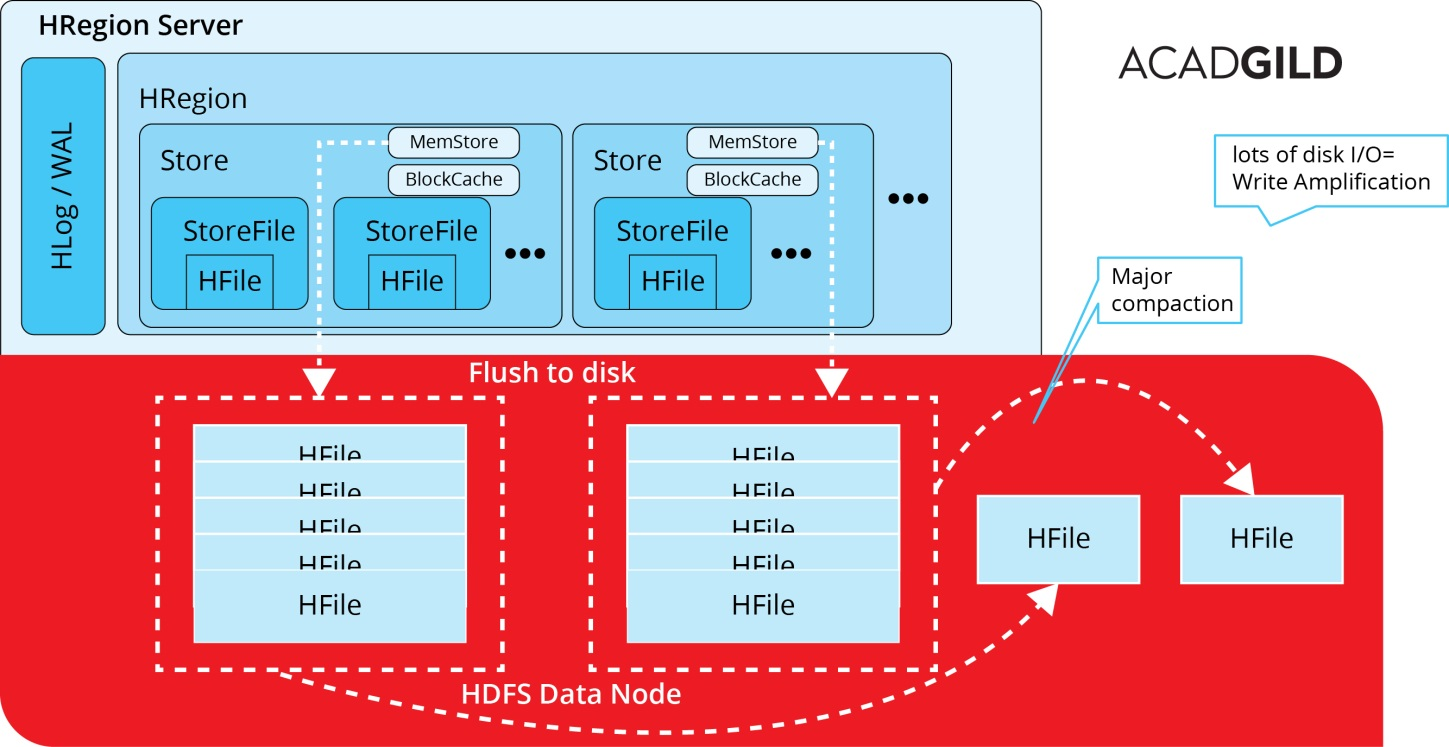 HRegion Server
ACADGILD
HLog / WAL
HRegion
Store
MemStore
BlockCache
StoreFile
HFile
StoreFile
HFile
•••
Store
MemStore
BlockCache
StoreFile
HFile
•••
•••
lots of disk I/O=
Write Amplification
Major
compaction
Flush to disk
HFile
HFile
HFile
HFile
HFile
HFile
HFile
HFile
HFile
HFile
HFile
HFile
HDFS Data Node